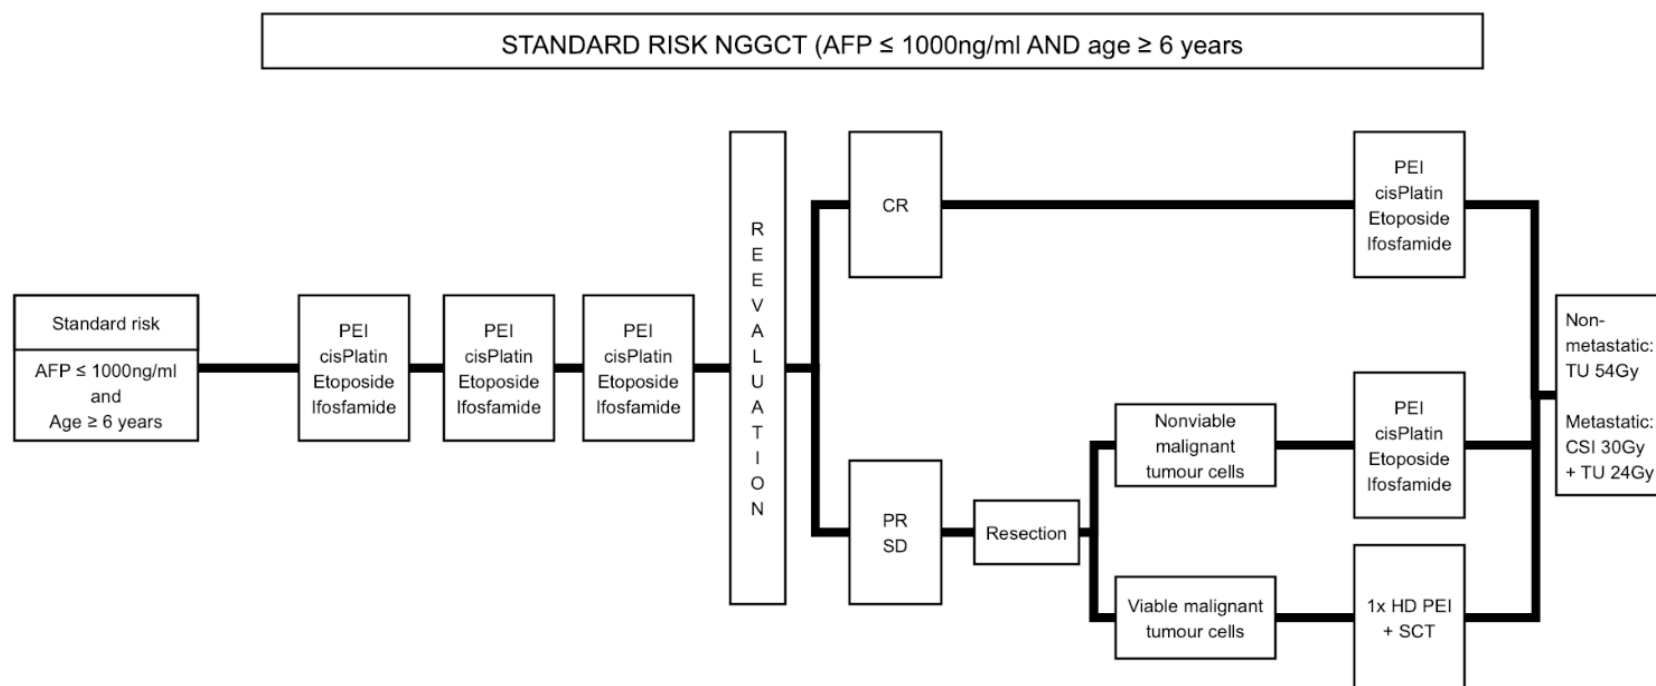 STANDARD RISK NGGCT (AFP ≤ 1000ng/ml AND age ≥ 6 years
Standard risk
AFP ≤ 1000ng/ml
and
Age ≥ 6 years
PEI
cisPlatin
Etoposide
Ifosfamide
PEI
cisPlatin
Etoposide
Ifosfamide
PEI
cisPlatin
Etoposide
Ifosfamide
R
E
E
V
A
L
U
A
T
I
O
N
CR
PEI
cisPlatin
Etoposide
Ifosfamide
PR
SD
Resection
Nonviable
malignant
tumour cells
PEI
cisPlatin
Etoposide
Ifosfamide
Viable malignant
tumour cells
1x HD PEI
+ SCT
Non-
metastatic:
TU 54Gy
Metastatic:
CSI 30Gy
+ TU 24Gy